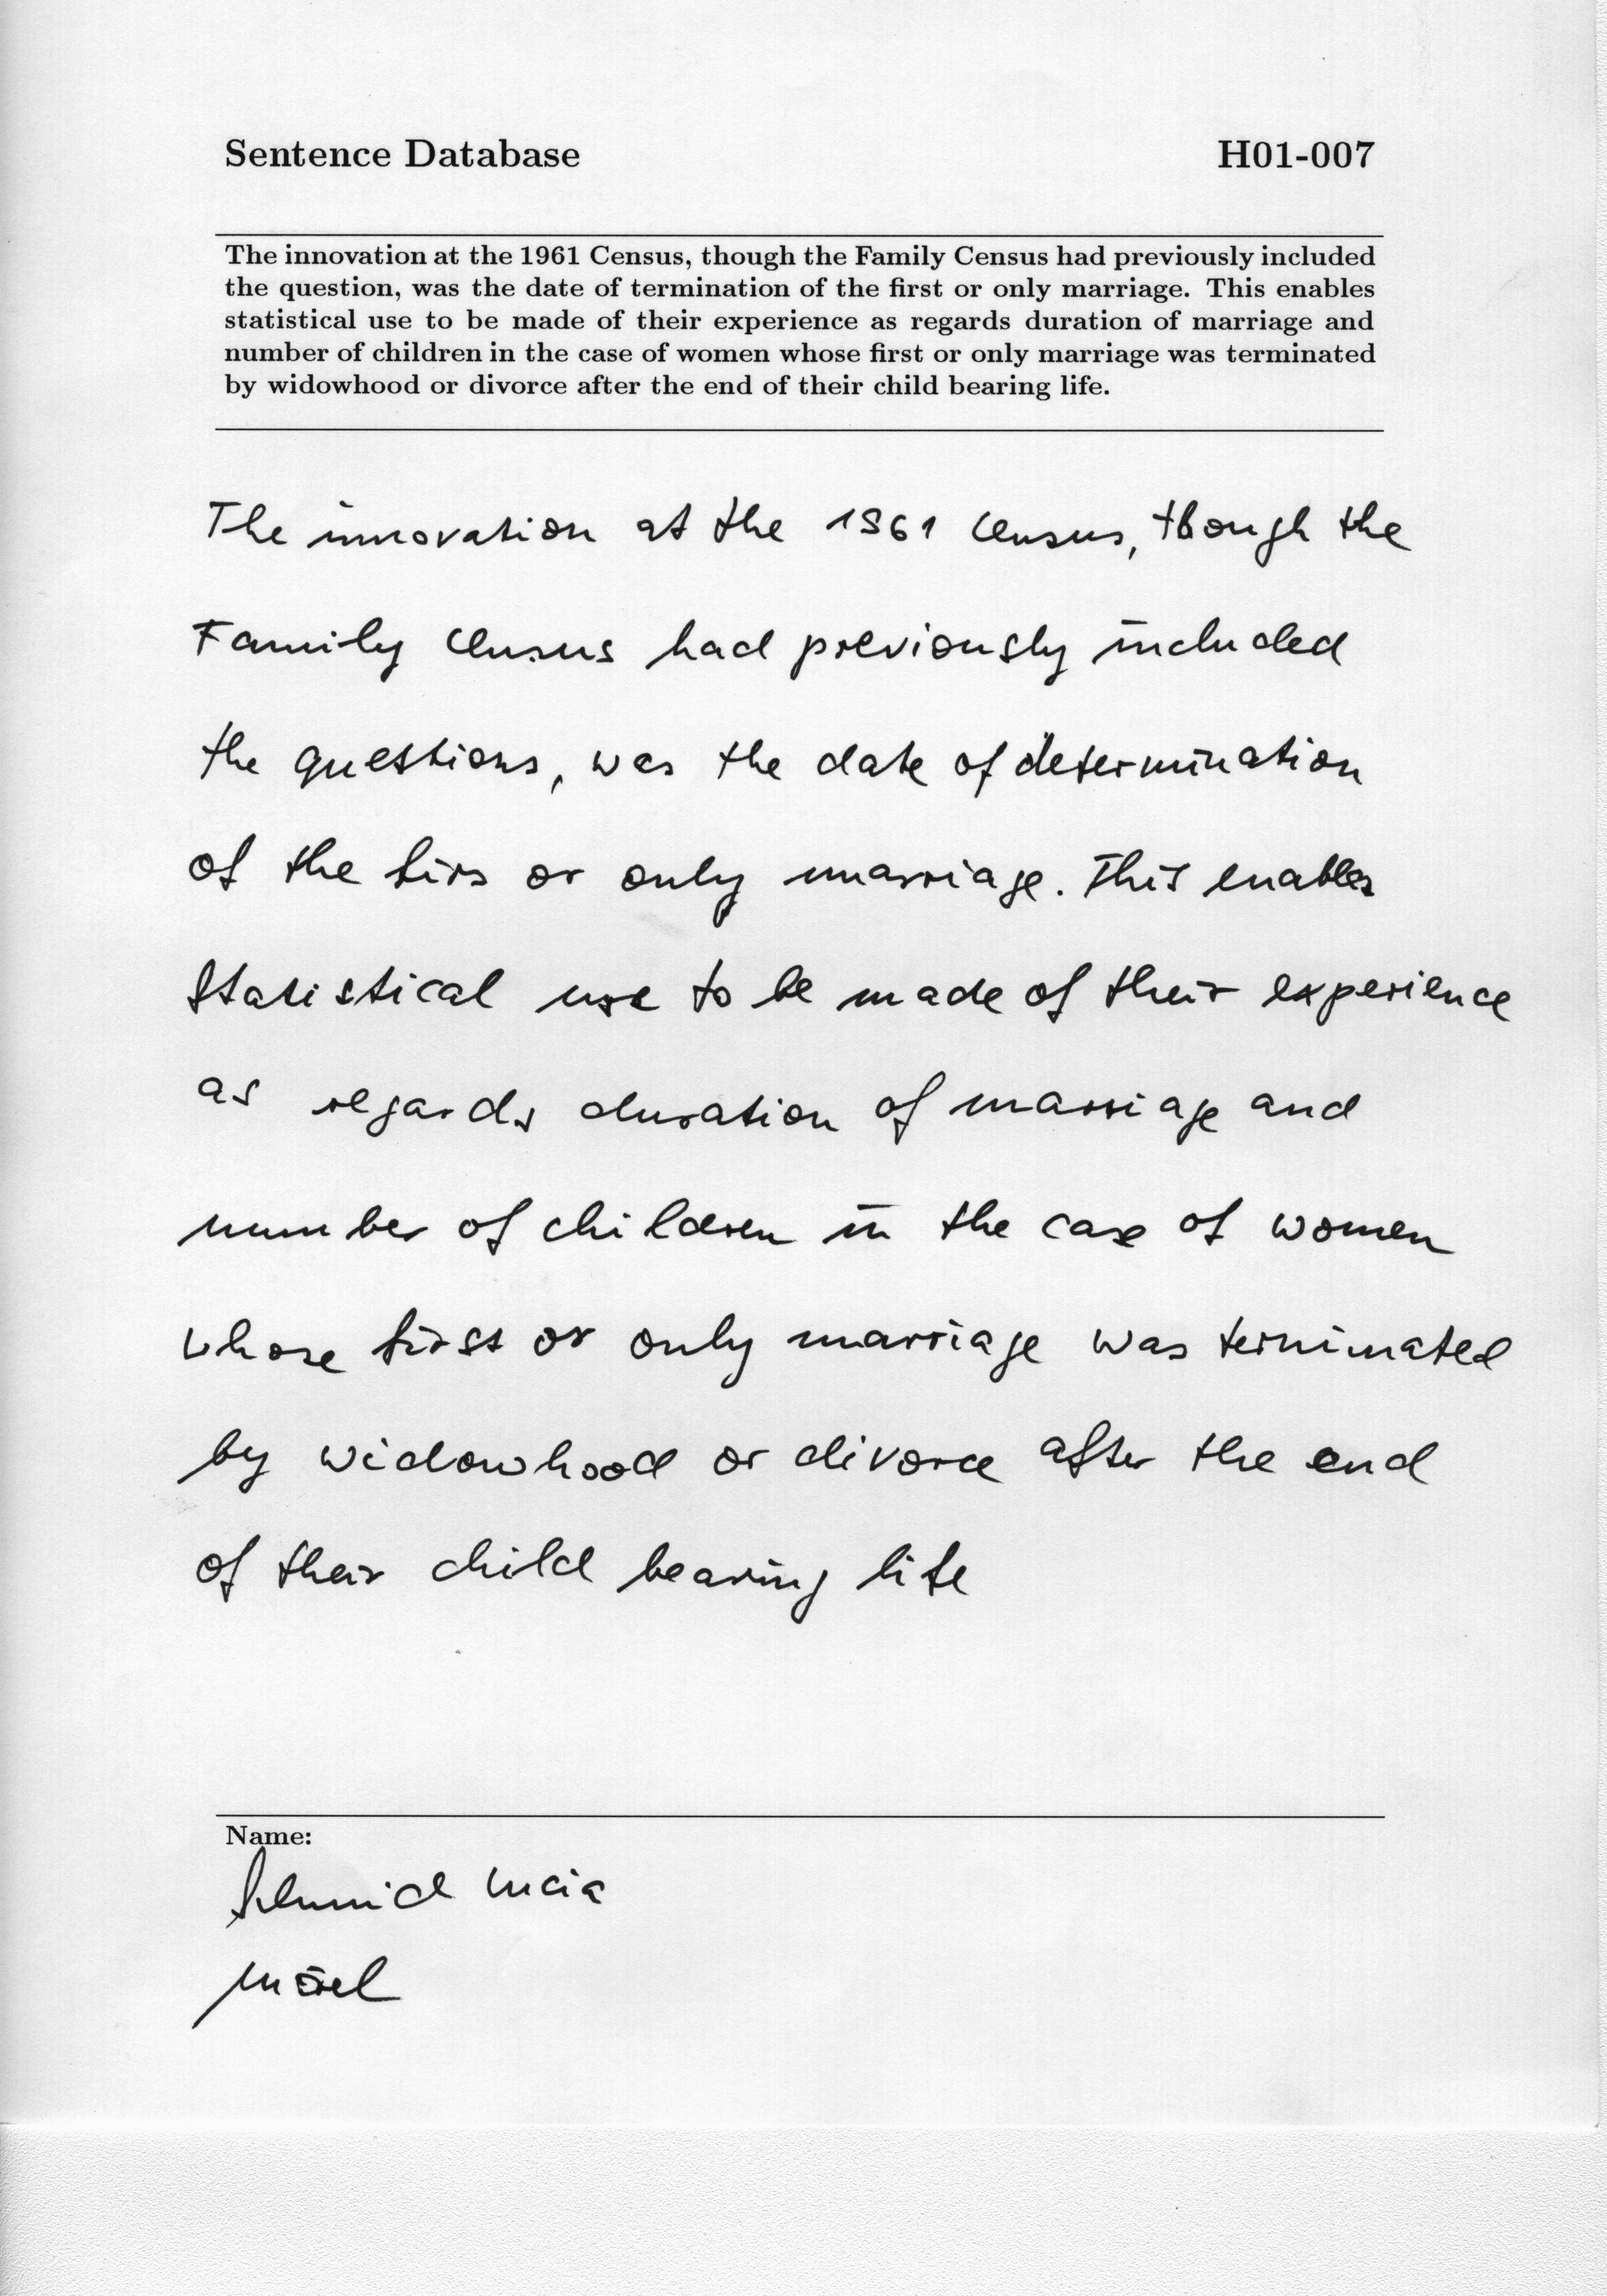 Sentence Database H01-007
The innovation at the 1961 Census, though the Family Census had previously included
the question, was the date of termination of the first or only marriage. This enables
statistical use to be made of their experience as regards duration of marriage and
number of children in the case of women whose first or only marriage was terminated
by widowhood or divorce after the end of their child bearing life.
The innovation at the 1961 Census, though the
Family Census had previously included
the questions, was the date of determination
of the firs or only marriage. This enables
statistical use to be made of their experience
as regards duration of marriage and
number of children in the case of women
whose first or only marriage was terminated
by widowhood or divorce after the end
of their child bearing life
Name:
Schmid Lucia